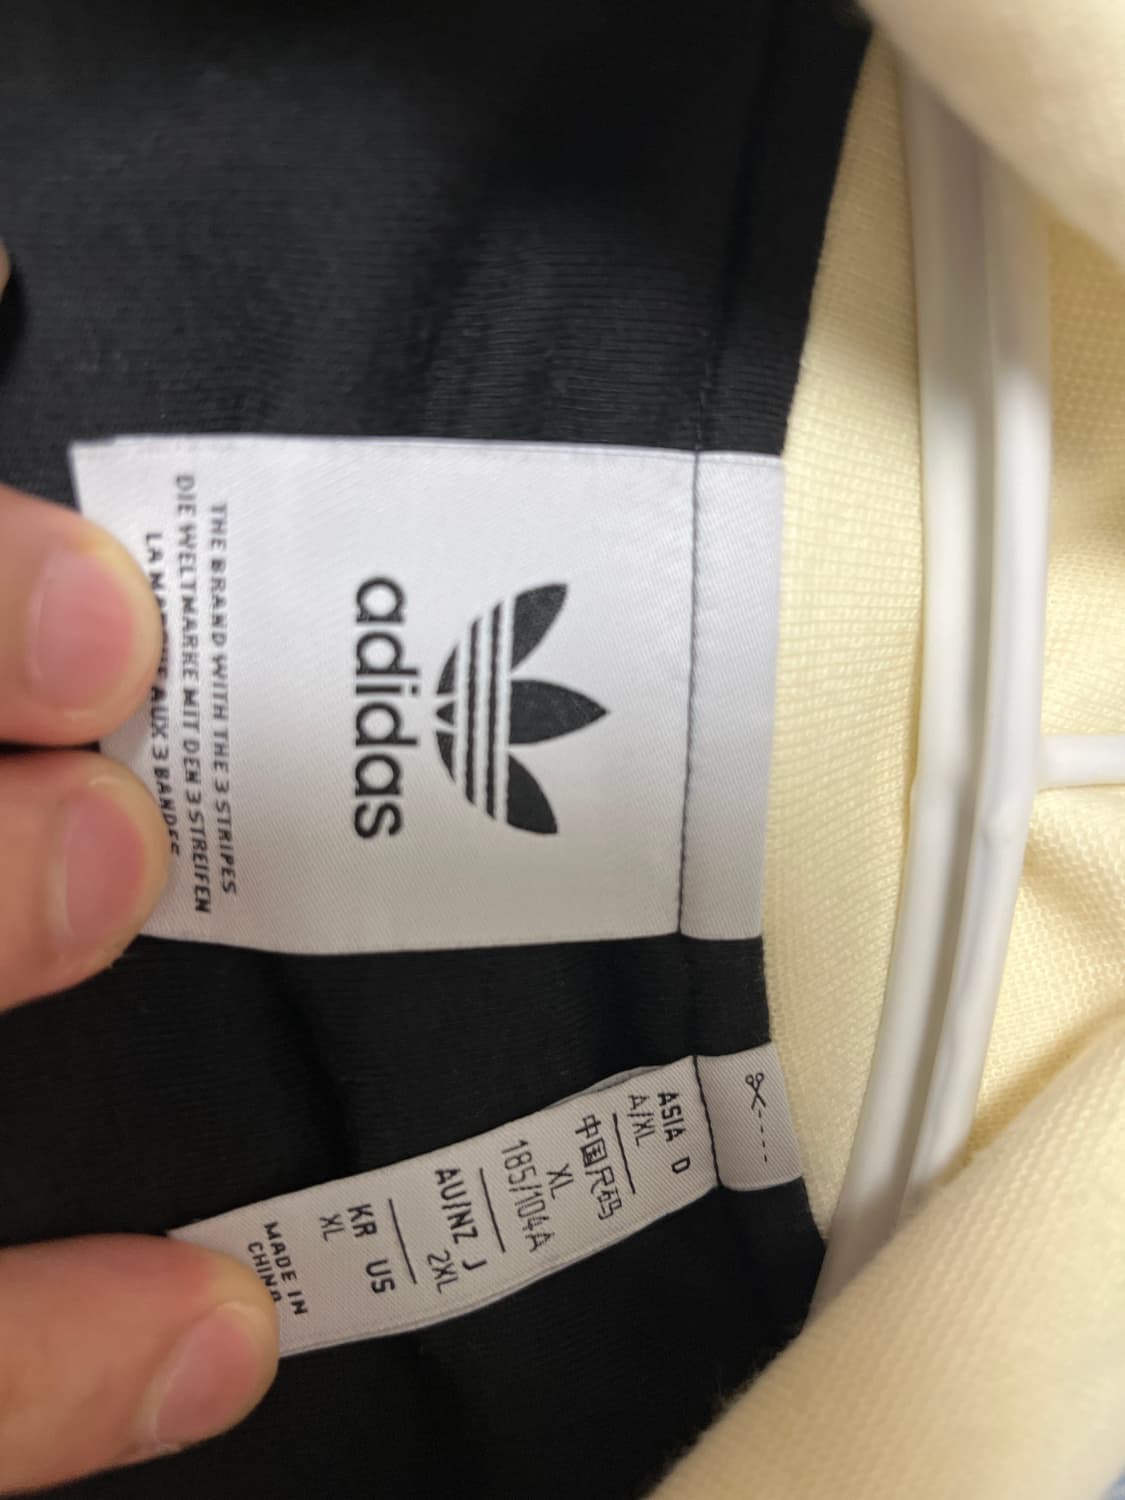 adidas
THE BRAND WITH THE 3 STRIPES
DIE WELTMARKE MIT DEN 3 STREIFEN
LA AUX 3 BANDES
ASIA D
A/XL
中国尺码
XL
185/104A
AU/NZ J
2XL
KR US
XL
MADE IN
CHINA